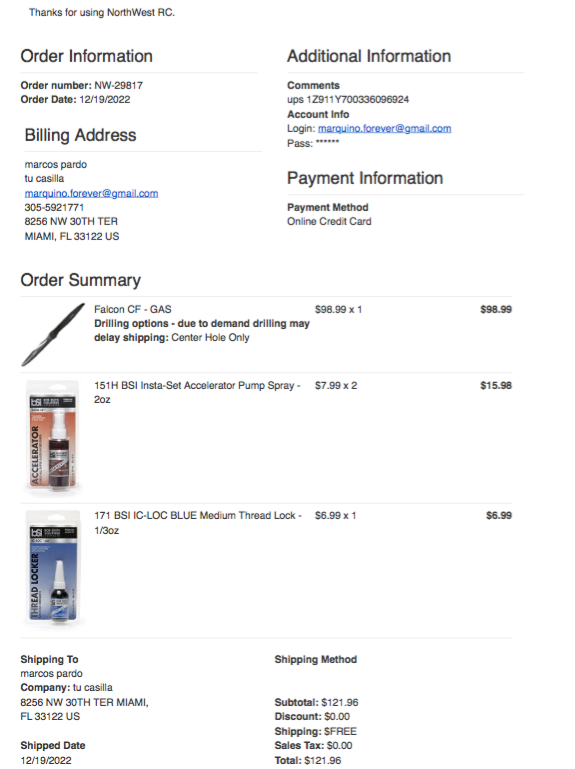 Thanks for using NorthWest RC.
Order Information
Order number: NW-29817
Order Date: 12/19/2022
Billing Address
marcos pardo
tu casilla
marquino.forever@gmail.com
305-5921771
8256 NW 30TH TER
MIAMI, FL 33122 US
Additional Information
Comments
ups 1Z911Y700336096924
Account Info
Login: marquino.forever@gmail.com
Pass: ******
Payment Information
Payment Method
Online Credit Card
Order Summary
Falcon CF - GAS $98.99 x 1 $98.99
Drilling options - due to demand drilling may
delay shipping: Center Hole Only
151H BSI Insta-Set Accelerator Pump Spray - $7.99 x 2 $15.98
2oz
bsi
ACCELERATOR
171 BSI IC-LOC BLUE Medium Thread Lock - $6.99 x 1 $6.99
1/3oz
bsi
THREAD LOCKER
Shipping To
marcos pardo
Company: tu casilla
8256 NW 30TH TER MIAMI,
FL 33122 US
Shipped Date
12/19/2022
Shipping Method
Subtotal: $121.96
Discount: $0.00
Shipping: $FREE
Sales Tax: $0.00
Total: $121.96